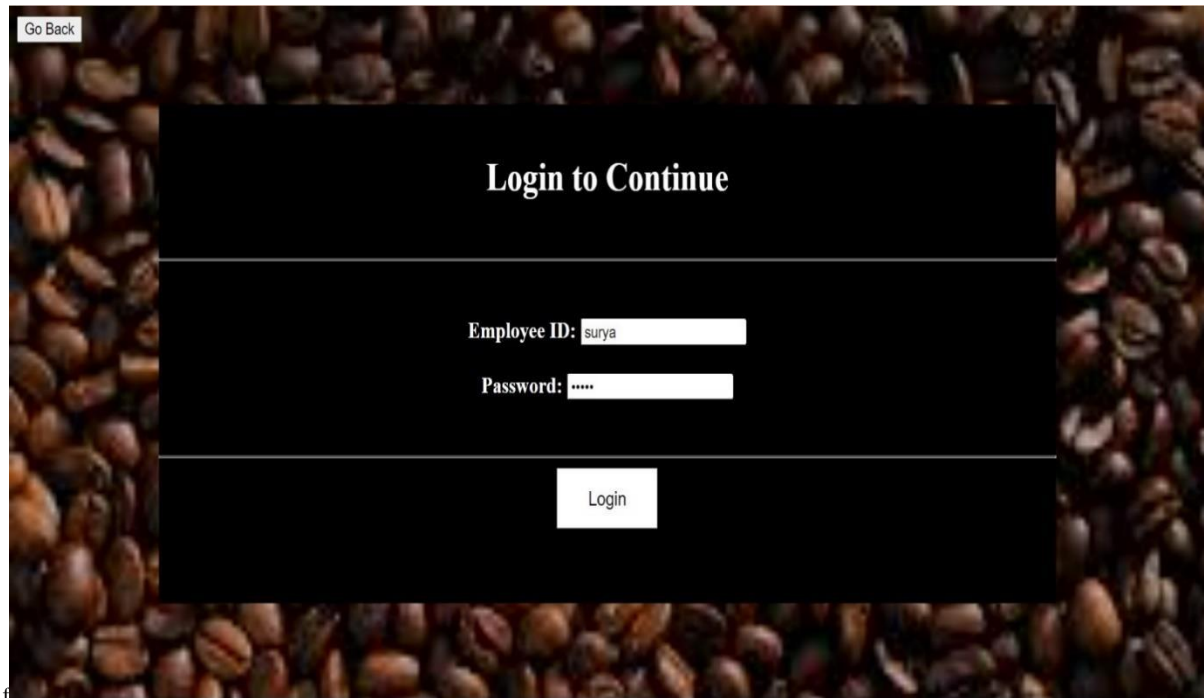 Go Back
Login to Continue
Employee ID: surya
Password: •••••
Login